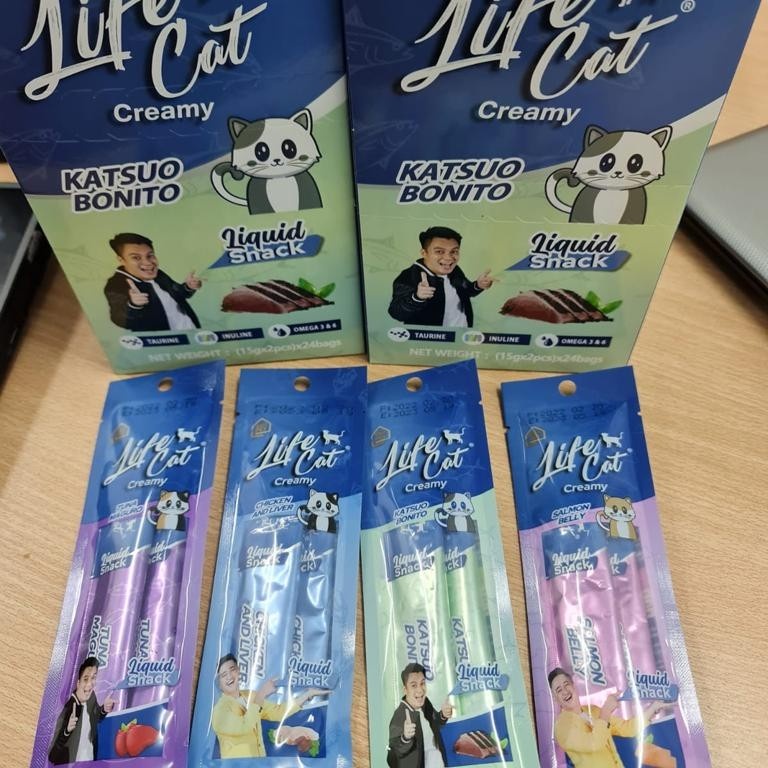 Life
Cat
Creamy
KATSUO
BONITO
Liquid
Snack
TAURINE
INULINE
OMEGA 3 & 6
NET WEIGHT : (15gx2pcs)x24bags
Life
Cat
®
Creamy
KATSUO
BONITO
Liquid
Snack
TAURINE
INULINE
OMEGA 3 & 6
NET WEIGHT : (15gx2pcs)x24bags
Life
Cat
Creamy
Liquid
Snack
TUNA
Liquid
Snack
Life
Cat
Creamy
CHICKEN
AND LIVER
Liquid
Snack
CHICKEN
AND LIVER
Liquid
Snack
Life
Cat
Creamy
KATSUO
BONITO
Liquid
Snack
KATSUO
BONITO
KATSUO
Liquid
Snack
Life
Cat
Creamy
SALMON
BELLY
Liquid
Snack
SALMON
BELLY
Liquid
Snack